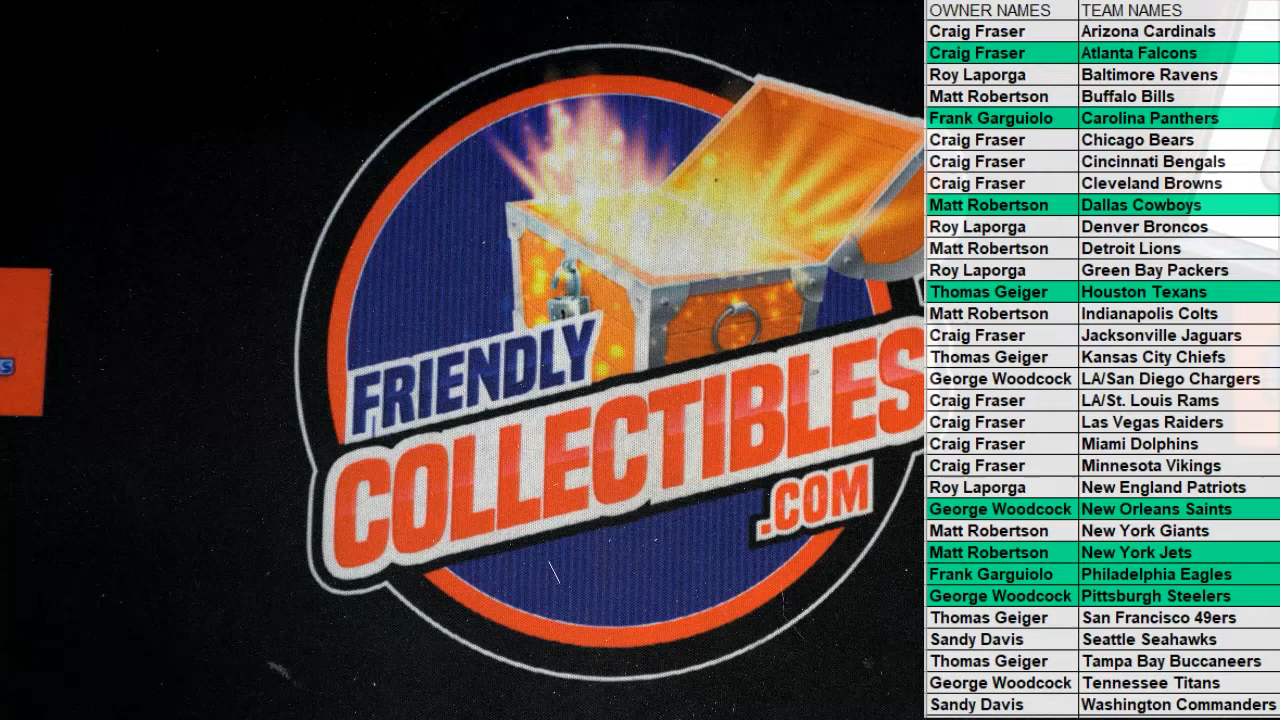 FRIENDLY
COLLECTIBLES
.COM
OWNER NAMES TEAM NAMES
Craig Fraser Arizona Cardinals
Craig Fraser Atlanta Falcons
Roy Laporga Baltimore Ravens
Matt Robertson Buffalo Bills
Frank Garguiolo Carolina Panthers
Craig Fraser Chicago Bears
Craig Fraser Cincinnati Bengals
Craig Fraser Cleveland Browns
Matt Robertson Dallas Cowboys
Roy Laporga Denver Broncos
Matt Robertson Detroit Lions
Roy Laporga Green Bay Packers
Thomas Geiger Houston Texans
Matt Robertson Indianapolis Colts
Craig Fraser Jacksonville Jaguars
Thomas Geiger Kansas City Chiefs
George Woodcock LA/San Diego Chargers
Craig Fraser LA/St. Louis Rams
Craig Fraser Las Vegas Raiders
Craig Fraser Miami Dolphins
Craig Fraser Minnesota Vikings
Roy Laporga New England Patriots
George Woodcock New Orleans Saints
Matt Robertson New York Giants
Matt Robertson New York Jets
Frank Garguiolo Philadelphia Eagles
George Woodcock Pittsburgh Steelers
Thomas Geiger San Francisco 49ers
Sandy Davis Seattle Seahawks
Thomas Geiger Tampa Bay Buccaneers
George Woodcock Tennessee Titans
Sandy Davis Washington Commanders